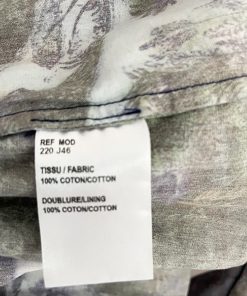 REF MOD
220 J46
TISSU / FABRIC
100% COTON/COTTON
DOUBLURE/LINING
100% COTON/COTTON